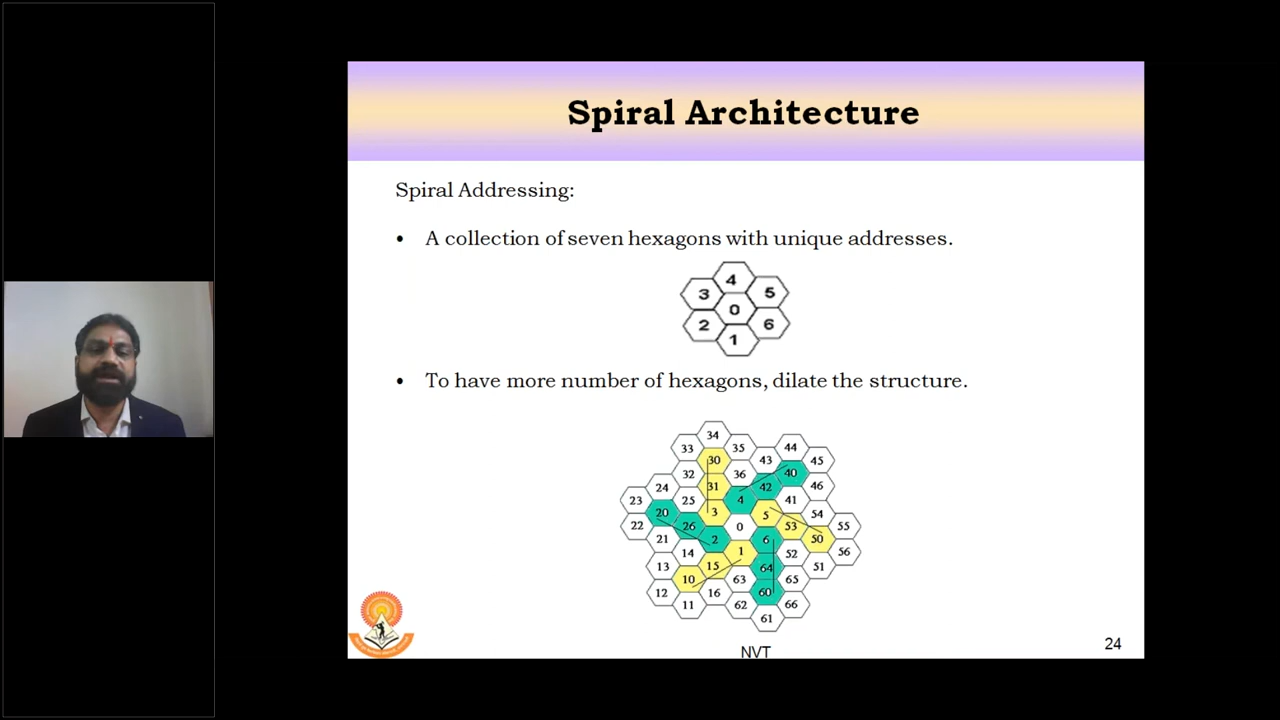 Spiral Architecture
Spiral Addressing:
• A collection of seven hexagons with unique addresses.
4
3 5
0
2 6
1
• To have more number of hexagons, dilate the structure.
34
33 35 44
30 43 45
32 36 40
24 31 42 46
23 25 4 41
20 3 5 54
22 26 0 53 55
21 2 6 50
14 1 52 56
13 15 64 51
10 63 65
12 16 60
11 62 66
61
NVT
24